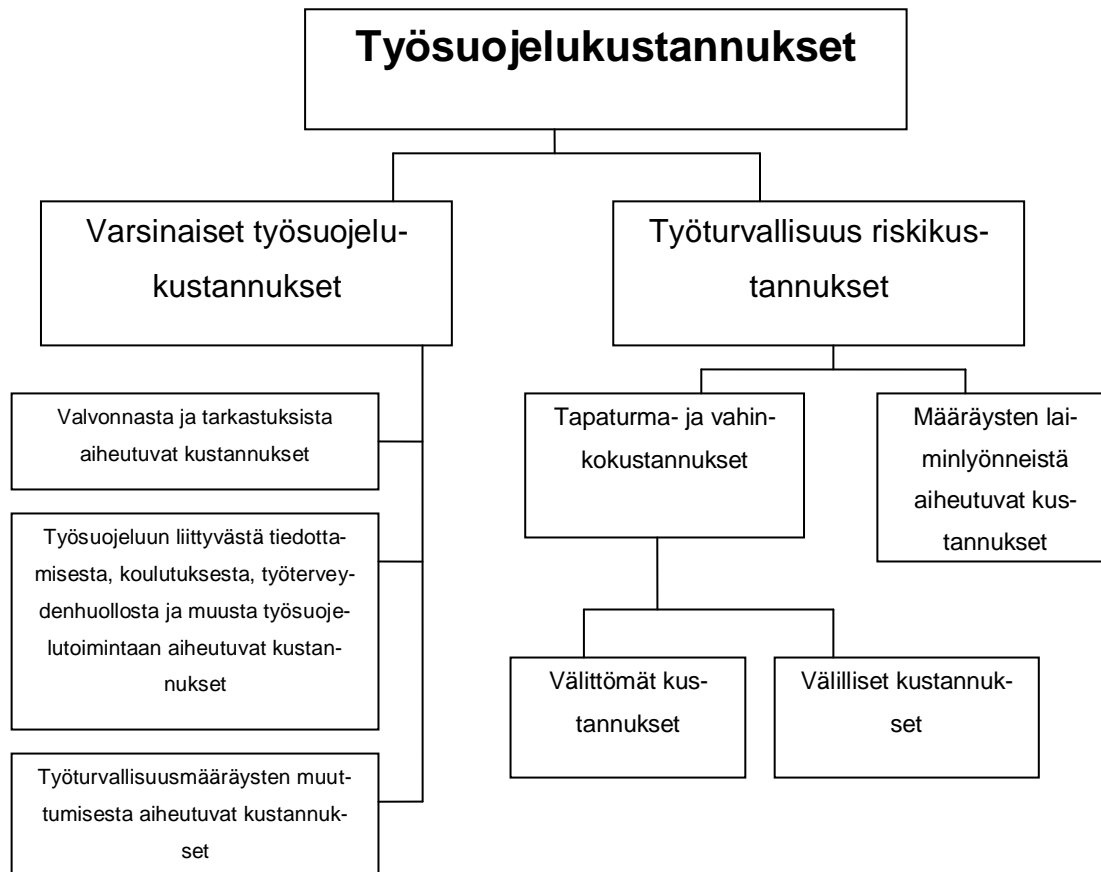 Työsuojelukustannukset
Varsinaiset työsuojelu-
kustannukset
Työturvallisuus riskikus-
tannukset
Valvonnasta ja tarkastuksista
aiheutuvat kustannukset
Työsuojeluun liittyvästä tiedotta-
misesta, koulutuksesta, työtervey-
denhuollosta ja muusta työsuoje-
lutoimintaan aiheutuvat kustan-
nukset
Työturvallisuusmääräysten muut-
tumisesta aiheutuvat kustannuk-
set
Tapaturma- ja vahin-
kokustannukset
Määräysten lai-
minlyönneistä
aiheutuvat kus-
tannukset
Välittömät kus-
tannukset
Välilliset kustannuk-
set